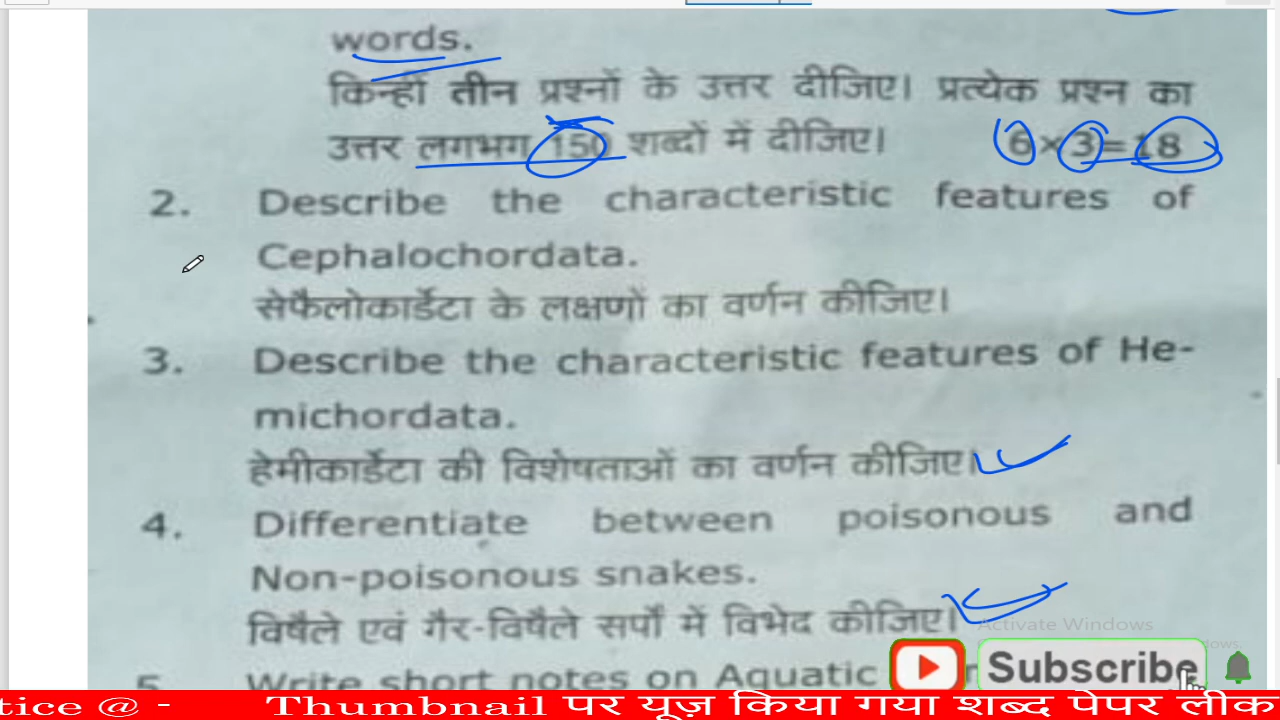 words.
किन्हीं तीन प्रश्नों के उत्तर दीजिए। प्रत्येक प्रश्न का
उत्तर लगभग 150 शब्दों में दीजिए। 6×3=18
2. Describe the characteristic features of
Cephalochordata.
सेफैलोकार्डेटा के लक्षणों का वर्णन कीजिए।
3. Describe the characteristic features of He-
michordata.
हेमीकार्डेटा की विशेषताओं का वर्णन कीजिए।
4. Differentiate between poisonous and
Non-poisonous snakes.
विषैले एवं गैर-विषैले सर्पों में विभेद कीजिए।
Activate Windows
5. Write short notes on Aquatic
Subscribe
tice @ - Thumbnail पर यूज़ किया गया शब्द पेपर लीक